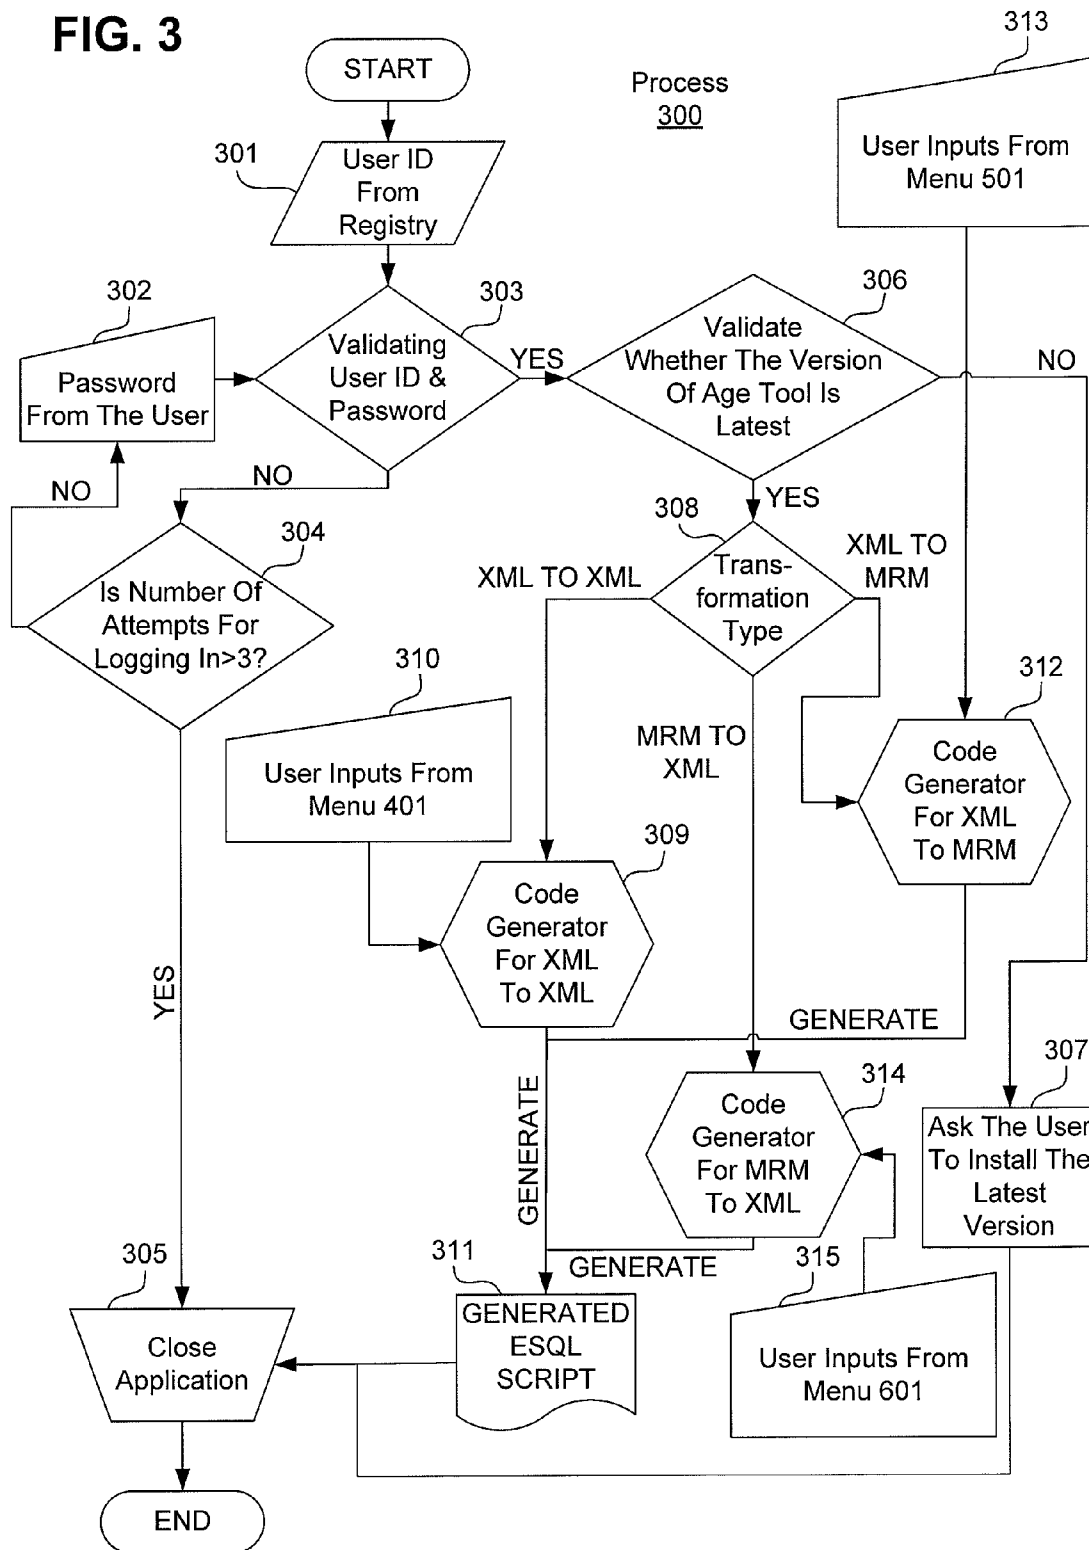 FIG. 3
START
Process
300
313
User Inputs From
Menu 501
301
User ID
From
Registry
302
Password
From The User
303
Validating
User ID &
Password
YES
306
Validate
Whether The Version
Of Age Tool Is
Latest
NO
NO
NO
YES
304
Is Number Of
Attempts For
Logging In>3?
308
Trans-
formation
Type
XML TO XML
XML TO
MRM
310
User Inputs From
Menu 401
MRM TO
XML
312
Code
Generator
For XML
To MRM
309
Code
Generator
For XML
To XML
YES
GENERATE
GENERATE
314
Code
Generator
For MRM
To XML
307
Ask The User
To Install The
Latest
Version
305
Close
Application
311
GENERATED
ESQL
SCRIPT
GENERATE
315
User Inputs From
Menu 601
END